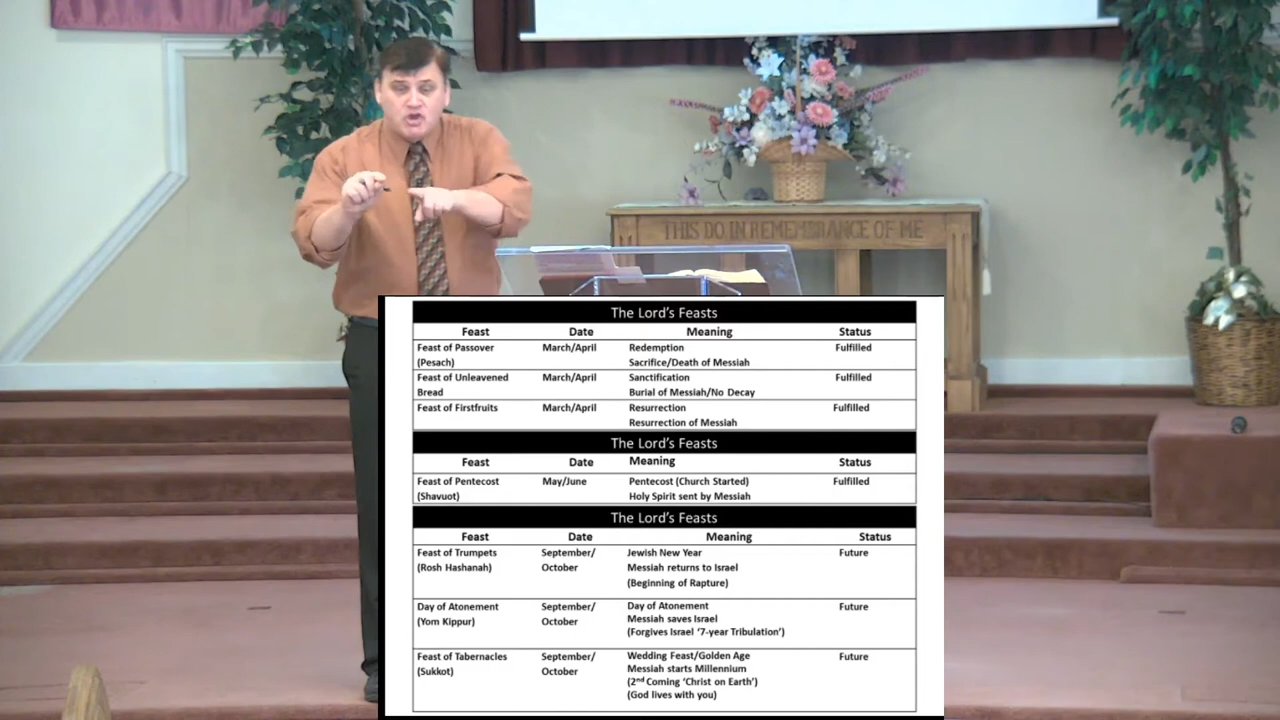 THIS DO IN REMEMBRANCE OF ME
The Lord's Feasts
Feast Date Meaning Status
Feast of Passover March/April Redemption Fulfilled
(Pesach) Sacrifice/Death of Messiah
Feast of Unleavened March/April Sanctification Fulfilled
Bread Burial of Messiah/No Decay
Feast of Firstfruits March/April Resurrection Fulfilled
Resurrection of Messiah
The Lord's Feasts
Feast Date Meaning Status
Feast of Pentecost May/June Pentecost (Church Started) Fulfilled
(Shavuot) Holy Spirit sent by Messiah
The Lord's Feasts
Feast Date Meaning Status
Feast of Trumpets September/ Jewish New Year Future
(Rosh Hashanah) October Messiah returns to Israel
(Beginning of Rapture)
Day of Atonement September/ Day of Atonement Future
(Yom Kippur) October Messiah saves Israel
(Forgives Israel '7-year Tribulation')
Feast of Tabernacles September/ Wedding Feast/Golden Age Future
(Sukkot) October Messiah starts Millennium
(2nd Coming 'Christ on Earth')
(God lives with you)